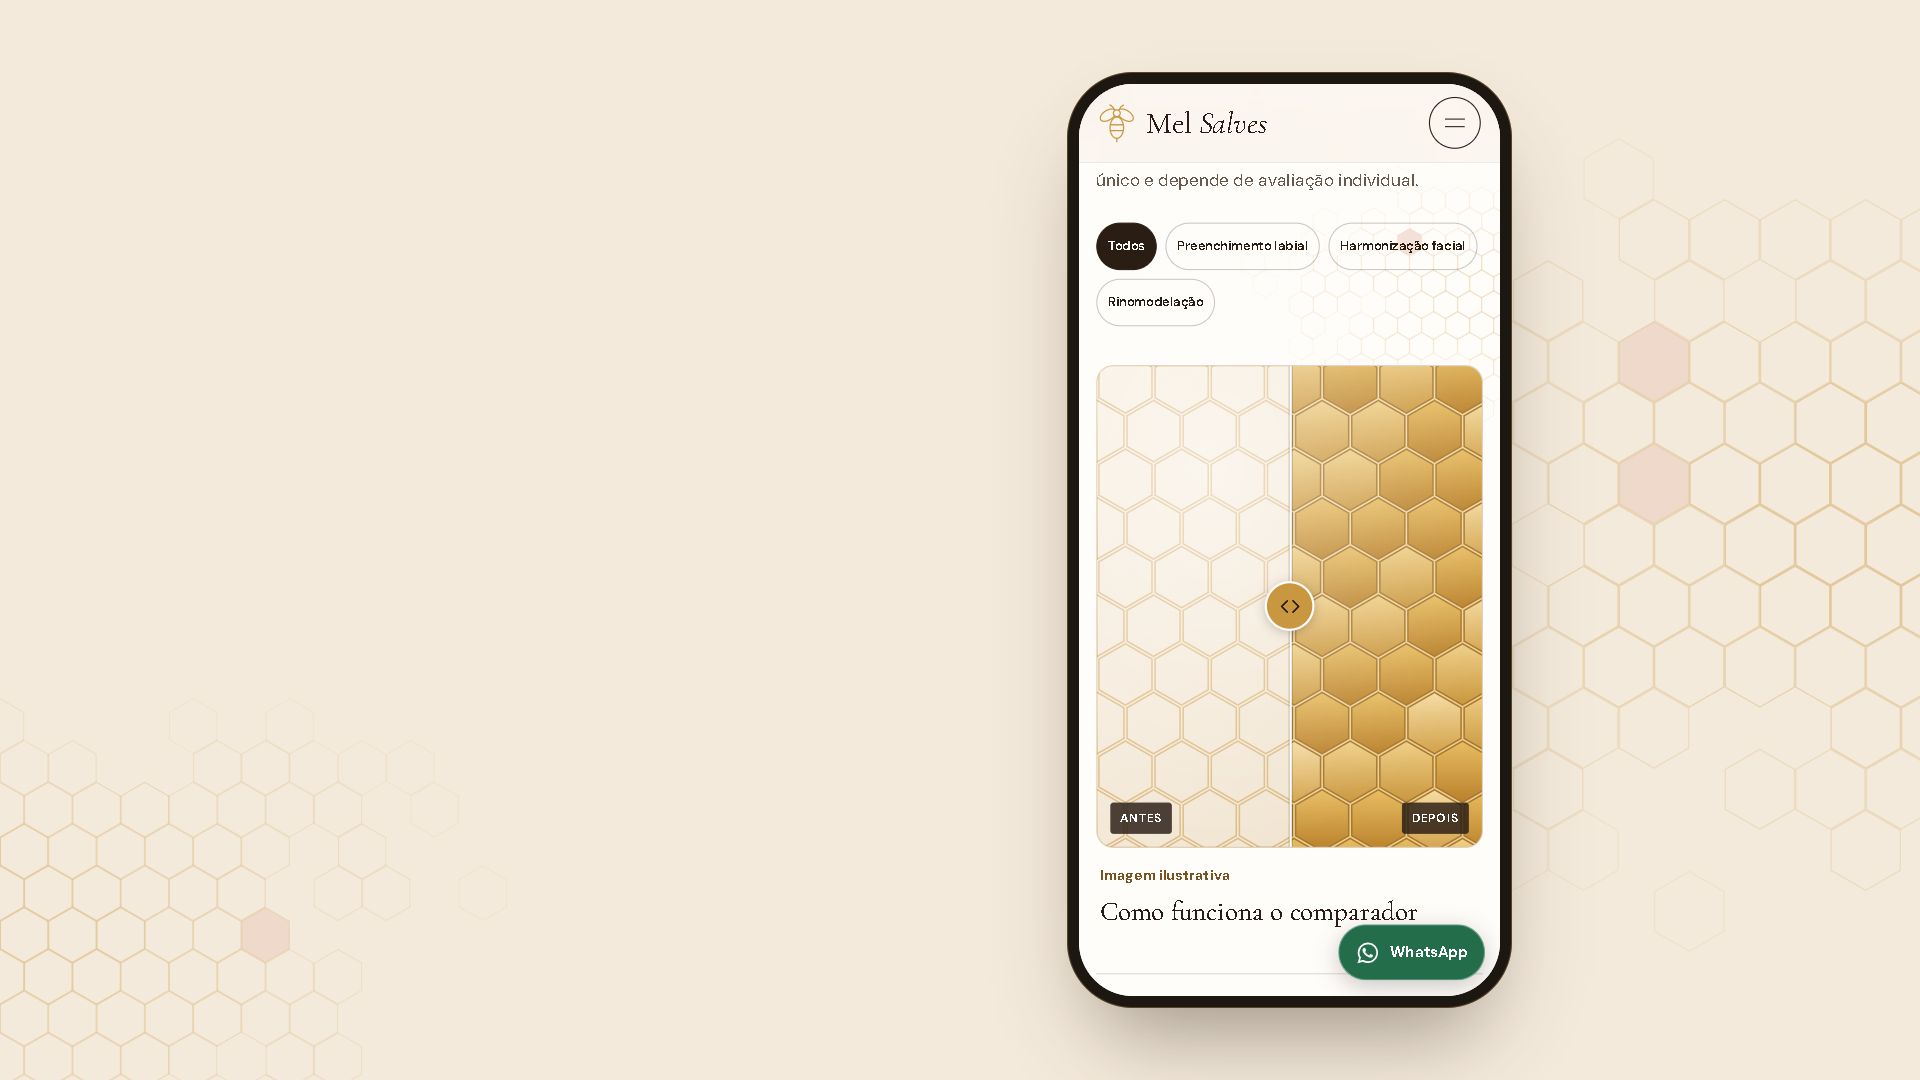 Mel Salves
único e depende de avaliação individual.
Todos
Preenchimento labial
Harmonização facial
Rinomodelação
ANTES
DEPOIS
Imagem ilustrativa
Como funciona o comparador
WhatsApp